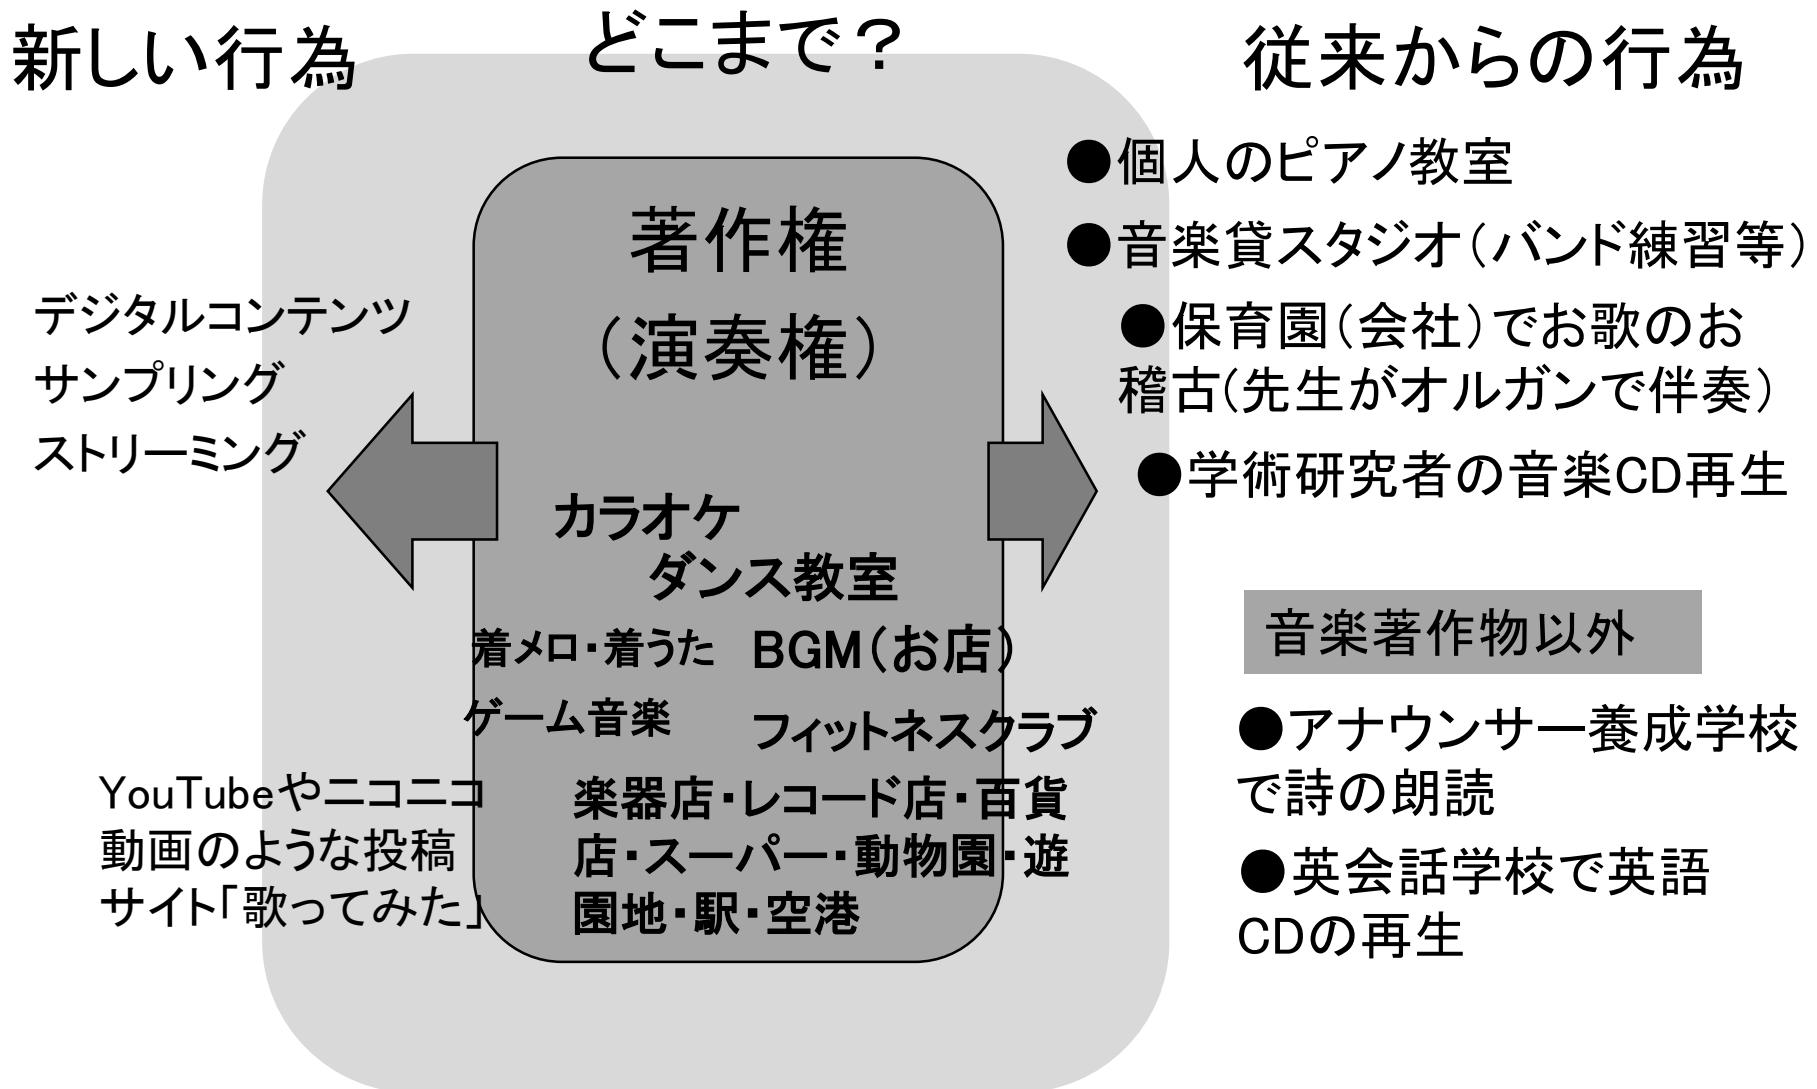 新しい行為
どこまで？
従来からの行為
著作権
（演奏権）
デジタルコンテンツ
サンプリング
ストリーミング
カラオケ
ダンス教室
着メロ・着うた
BGM（お店）
ゲーム音楽
フィットネスクラブ
YouTubeやニコニコ
動画のような投稿
サイト「歌ってみた」
楽器店・レコード店・百貨
店・スーパー・動物園・遊
園地・駅・空港
●個人のピアノ教室
●音楽貸スタジオ（バンド練習等）
●保育園（会社）でお歌のお
稽古(先生がオルガンで伴奏）
●学術研究者の音楽CD再生
音楽著作物以外
●アナウンサー養成学校
で詩の朗読
●英会話学校で英語
CDの再生